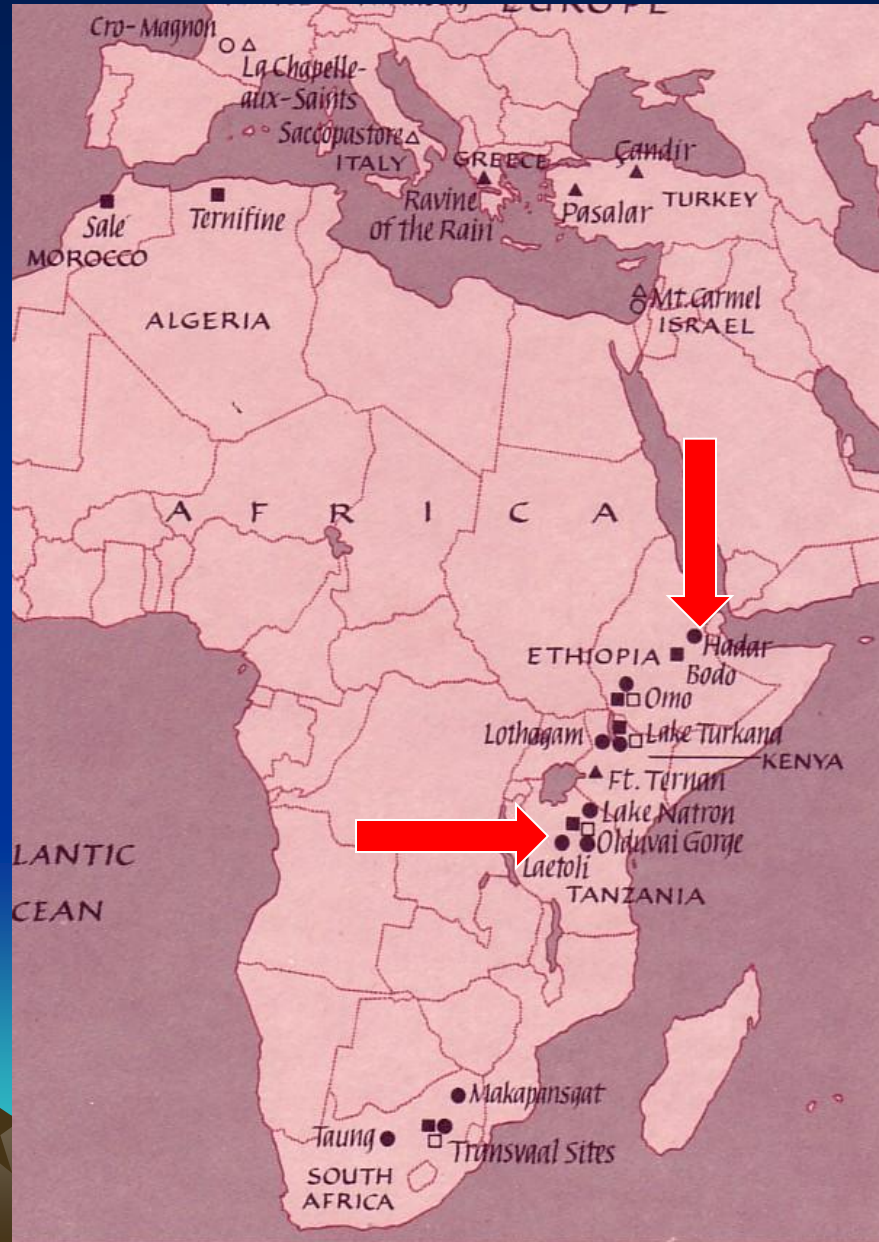 EUROPE
Cro-Magnon
La Chapelle-
aux-Saints
Saccopastore
ITALY
GREECE
Çandir
Ravine
of the Rain
Pasalar
TURKEY
Salé
Ternifine
MOROCCO
Mt. Carmel
ISRAEL
ALGERIA
AFRICA
Hadar
ETHIOPIA
Bodo
Omo
Lothagam
Lake Turkana
KENYA
Ft. Ternan
Lake Natron
Olduvai Gorge
LANTIC
CEAN
Laetoli
TANZANIA
Makapansgat
Taung
Transvaal Sites
SOUTH
AFRICA